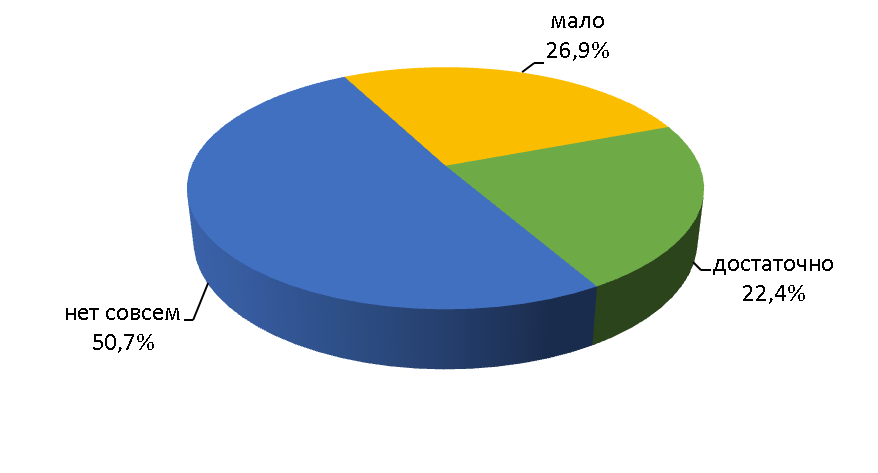 мало
26,9%
достаточно
22,4%
нет совсем
50,7%